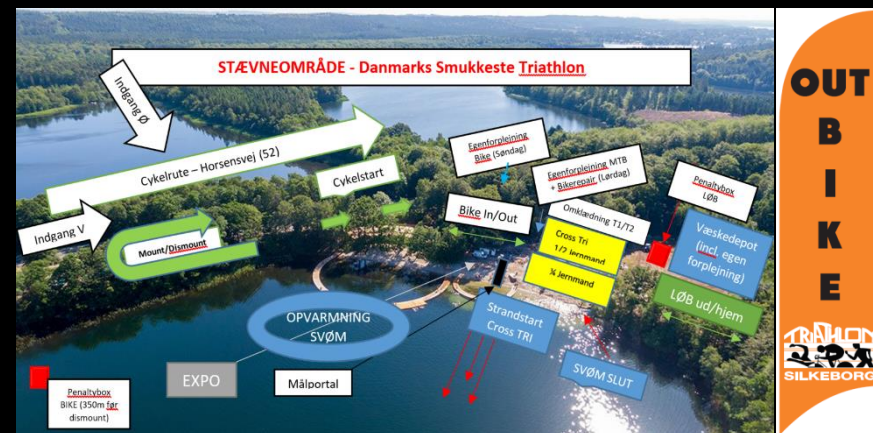 STÆVNEOMRÅDE - Danmarks Smukkeste Triathlon
Indgang Ø
Cykelrute – Horsensvej (52)
Cykelstart
Indgang V
Mount/Dismount
Egenforplejning
Bike (Søndag)
Egenforplejning MTB
+ Bikerepair (Lørdag)
Penaltybox
LØB
Bike In/Out
Omklædning T1/T2
Cross Tri
1/2 Jernmand
¼ Jernmand
Væskedepot
(incl. egen
forplejning)
LØB ud/hjem
OPVARMNING
SVØM
Strandstart
Cross TRI
SVØM SLUT
EXPO
Målportal
Penaltybox
BIKE (350m før
dismount)
OUT
B
I
K
E
TRIATHLON
SILKEBORG